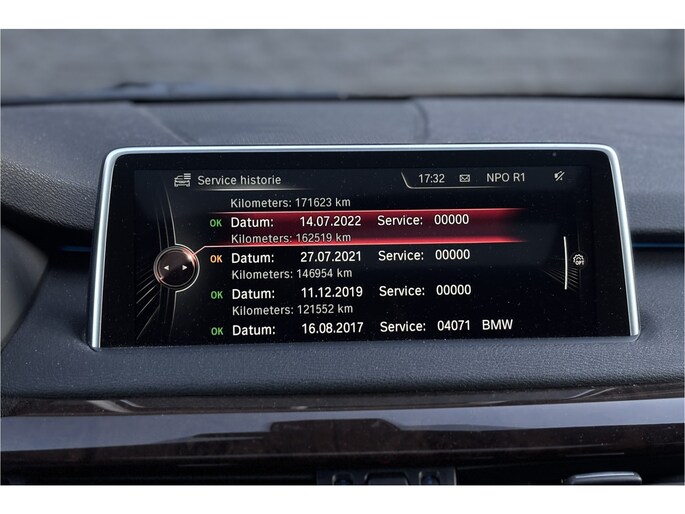 Service historie 17:32 NPO R1
Kilometers: 171623 km
OK Datum: 14.07.2022 Service: 00000
Kilometers: 162519 km
OK Datum: 27.07.2021 Service: 00000
Kilometers: 146954 km
OK Datum: 11.12.2019 Service: 00000
Kilometers: 121552 km
OK Datum: 16.08.2017 Service: 04071 BMW